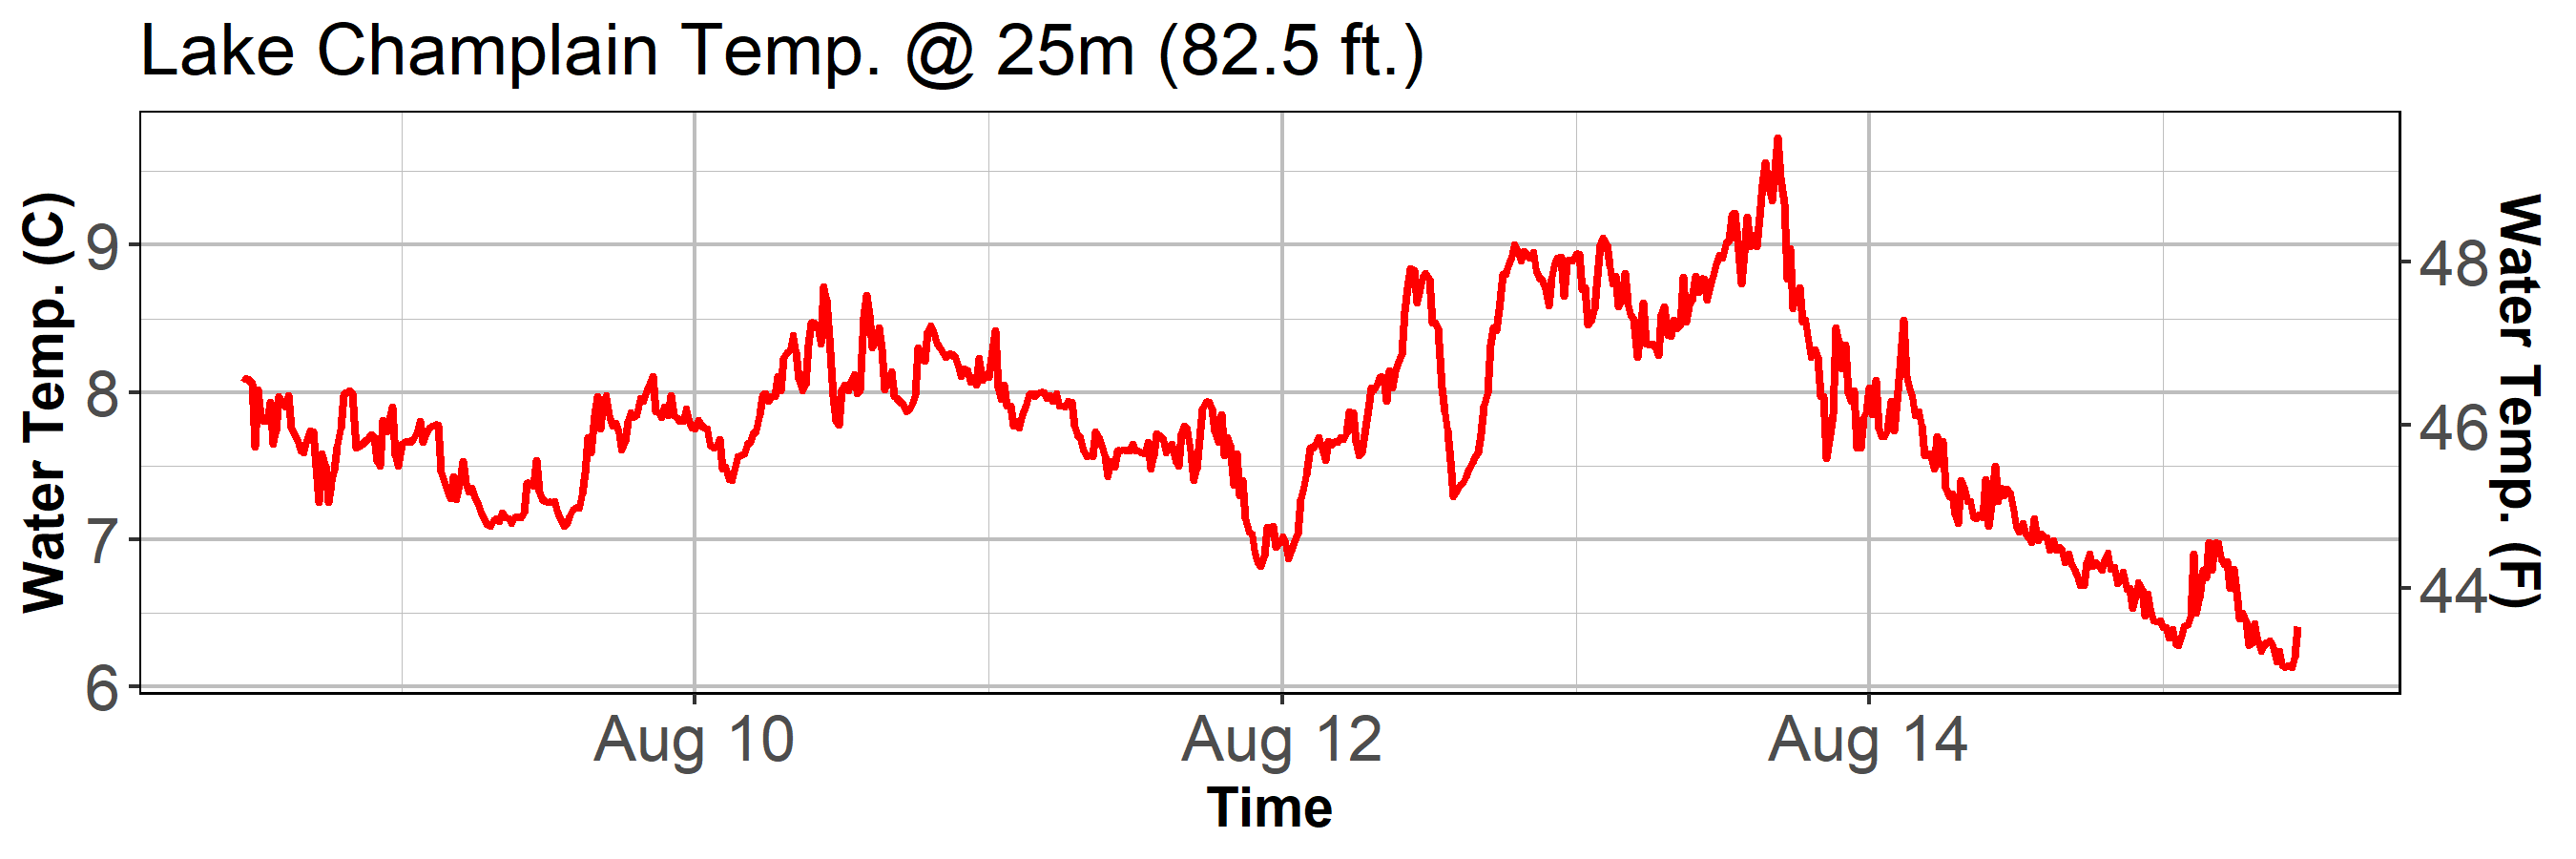 Lake Champlain Temp. @ 25m (82.5 ft.)
Water Temp. (C)
9
8
7
6
48
46
44
Water Temp. (F)
Aug 10 Aug 12 Aug 14
Time